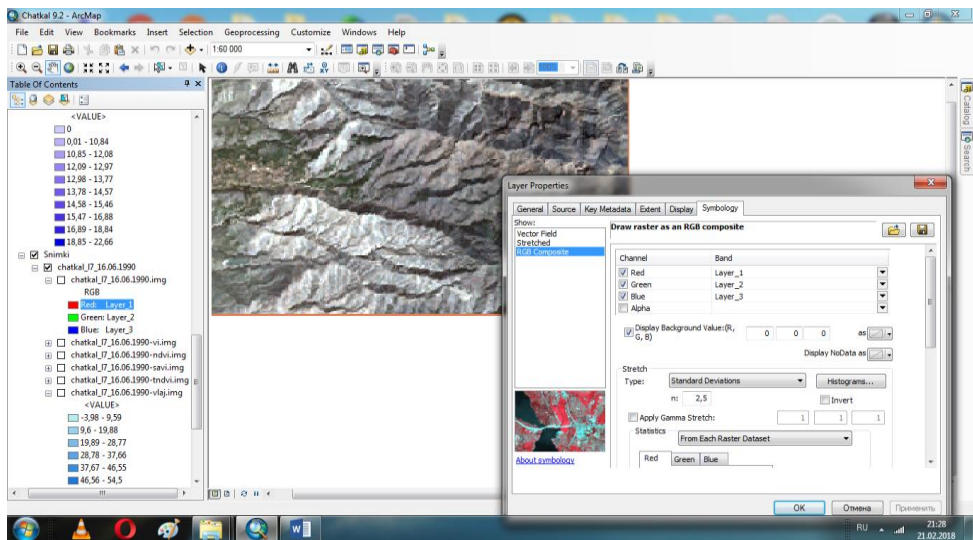 Chatkal 9.2 - ArcMap
File Edit View Bookmarks Insert Selection Geoprocessing Customize Windows Help
1:60 000
Table Of Contents
<VALUE>
0
0,01 - 10,84
10,85 - 12,08
12,09 - 12,97
12,98 - 13,77
13,78 - 14,57
14,58 - 15,46
15,47 - 16,88
16,89 - 18,84
18,85 - 22,66
Snimki
chatkal_l7_16.06.1990
chatkal_l7_16.06.1990.img
RGB
Red: Layer_1
Green: Layer_2
Blue: Layer_3
chatkal_l7_16.06.1990-vi.img
chatkal_l7_16.06.1990-ndvi.img
chatkal_l7_16.06.1990-savi.img
chatkal_l7_16.06.1990-tndvi.img
chatkal_l7_16.06.1990-vlaj.img
<VALUE>
-3,98 - 9,59
9,6 - 19,88
19,89 - 28,77
28,78 - 37,66
37,67 - 46,55
46,56 - 54,5
Catalog
Search
Layer Properties
General Source Key Metadata Extent Display Symbology
Show:
Vector Field
Stretched
RGB Composite
About symbology
Draw raster as an RGB composite
Channel Band
Red Layer_1
Green Layer_2
Blue Layer_3
Alpha
Display Background Value:(R, G, B) 0 0 0 as
Display NoData as
Stretch
Type: Standard Deviations Histograms...
n: 2,5 Invert
Apply Gamma Stretch: 1 1 1
Statistics
From Each Raster Dataset
Red Green Blue
OK Отмена Применить
RU 21:28
21.02.2018